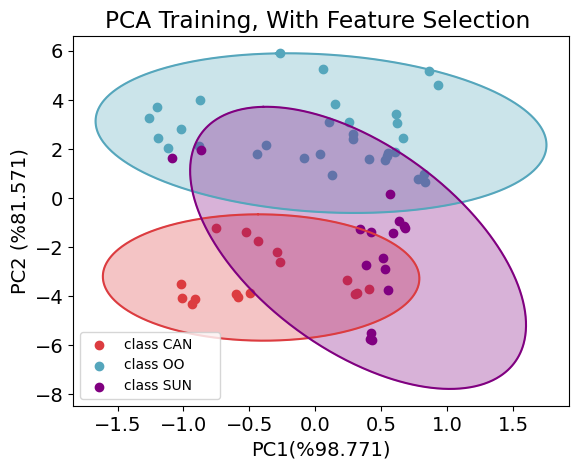 PCA Training, With Feature Selection
PC2 (%81.571)
6
4
2
0
−2
−4
−6
−8
class CAN
class OO
class SUN
−1.5 −1.0 −0.5 0.0 0.5 1.0 1.5
PC1(%98.771)